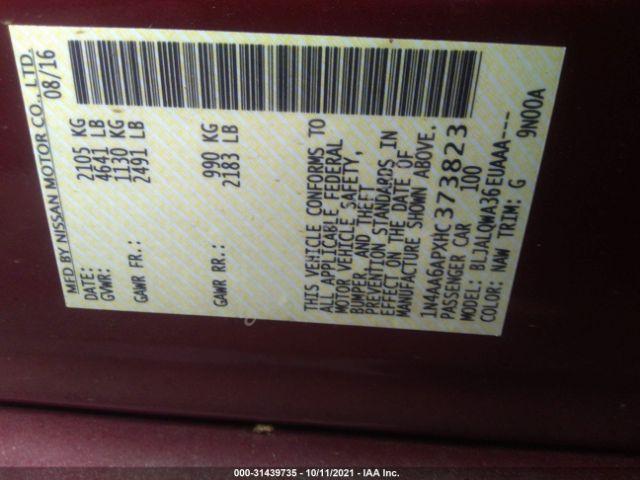 MFD BY NISSAN MOTOR CO., LTD.
DATE: 08/16
GVWR: 2105 KG
4641 LB
GAWR FR.: 1130 KG
2491 LB
GAWR RR.: 990 KG
2183 LB
THIS VEHICLE CONFORMS TO
ALL APPLICABLE FEDERAL
MOTOR VEHICLE SAFETY,
BUMPER, AND THEFT
PREVENTION STANDARDS IN
EFFECT ON THE DATE OF
MANUFACTURE SHOWN ABOVE.
1N4AA6APXHC373823
PASSENGER CAR 100
MODEL: BLJALQWA36EUAAA---
COLOR: NAW TRIM: G 9N00A
000-31439735 - 10/11/2021 - IAA Inc.